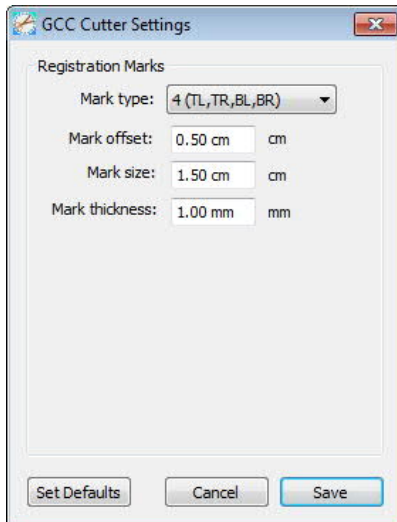 GCC Cutter Settings
Registration Marks
Mark type: 4 (TL,TR,BL,BR)
Mark offset: 0.50 cm cm
Mark size: 1.50 cm cm
Mark thickness: 1.00 mm mm
Set Defaults Cancel Save